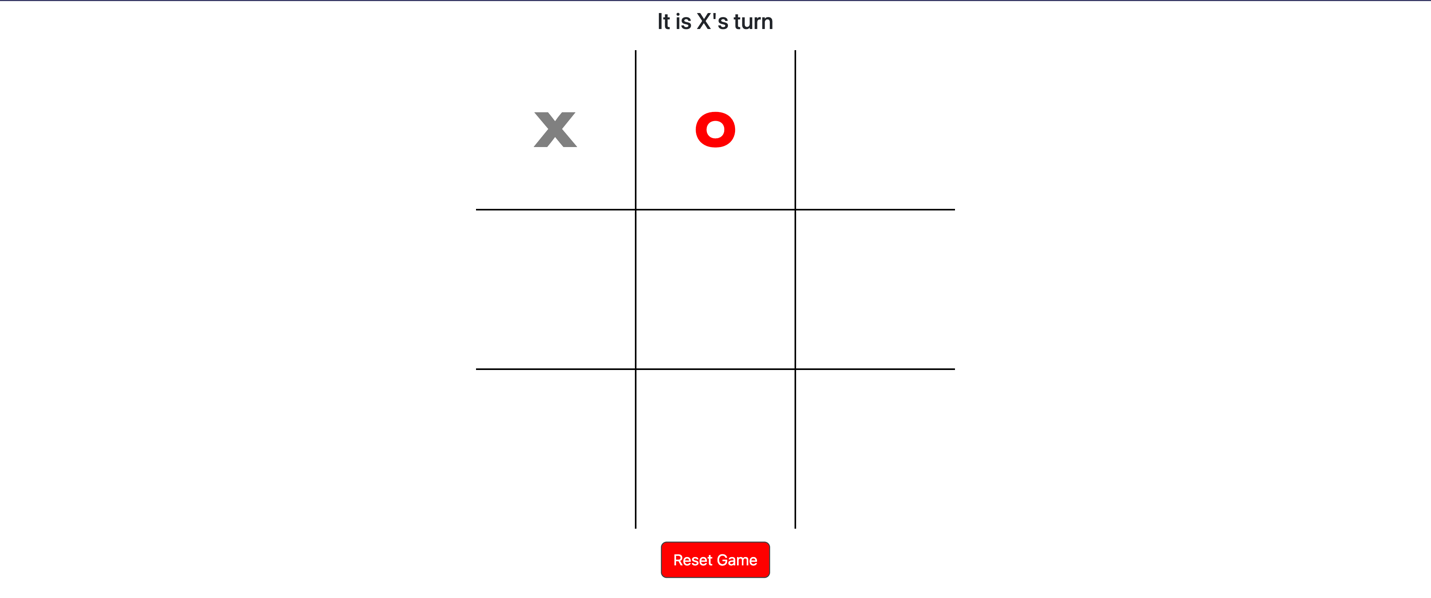 It is X's turn
X O
Reset Game